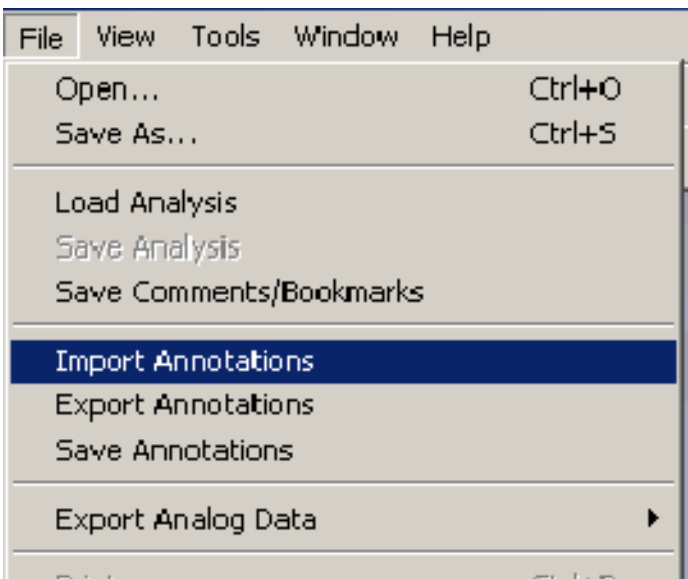 File View Tools Window Help
Open... Ctrl+O
Save As... Ctrl+S
Load Analysis
Save Analysis
Save Comments/Bookmarks
Import Annotations
Export Annotations
Save Annotations
Export Analog Data